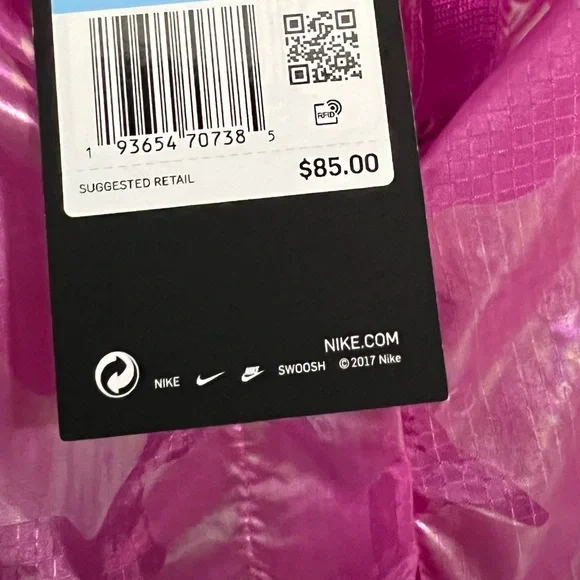 1 93654 70738 5
RFID
SUGGESTED RETAIL $85.00
NIKE.COM
NIKE SWOOSH © 2017 Nike